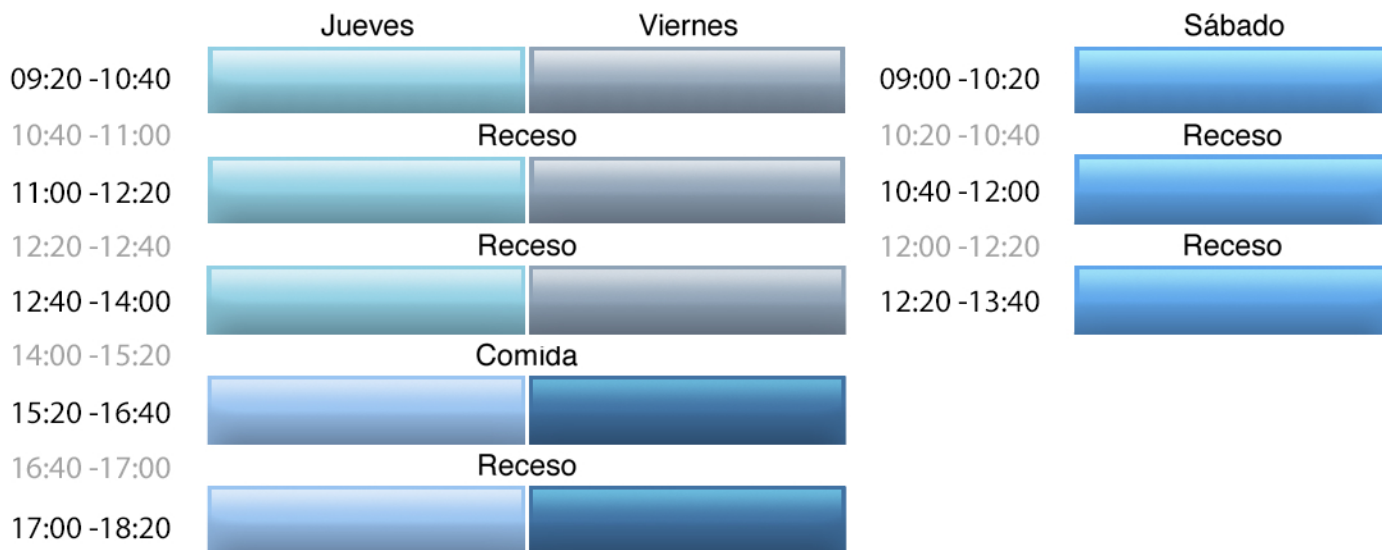 Jueves Viernes Sábado
09:20 -10:40 09:00 -10:20
10:40 -11:00 Receso 10:20 -10:40 Receso
11:00 -12:20 10:40 -12:00
12:20 -12:40 Receso 12:00 -12:20 Receso
12:40 -14:00 12:20 -13:40
14:00 -15:20 Comida
15:20 -16:40
16:40 -17:00 Receso
17:00 -18:20